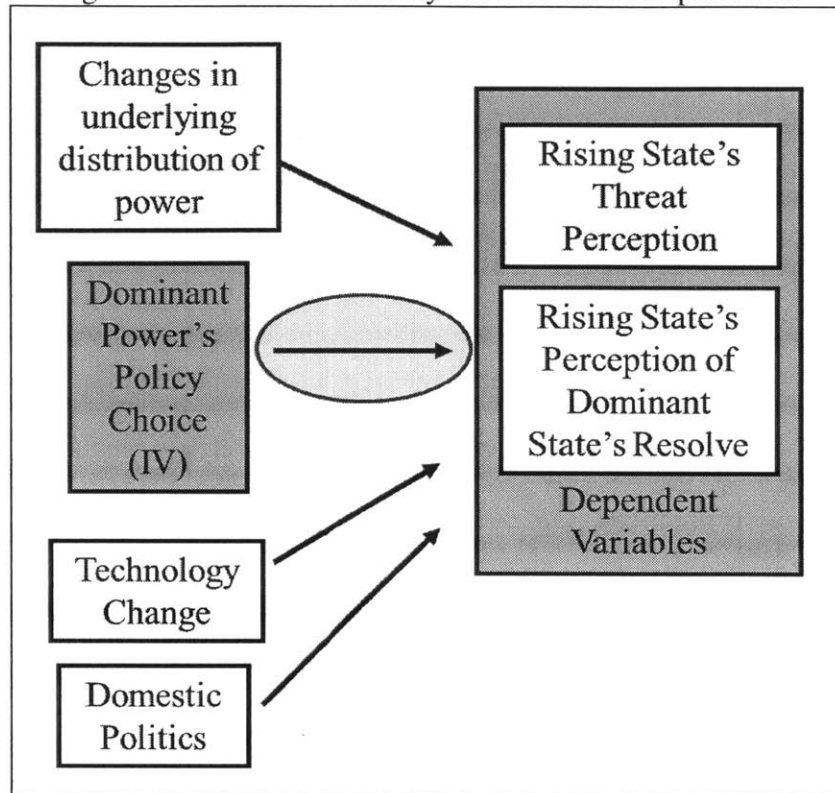 Changes in
underlying
distribution of
power
Dominant
Power's
Policy
Choice
(IV)
Technology
Change
Domestic
Politics
Rising State's
Threat
Perception
Rising State's
Perception of
Dominant
State's Resolve
Dependent
Variables